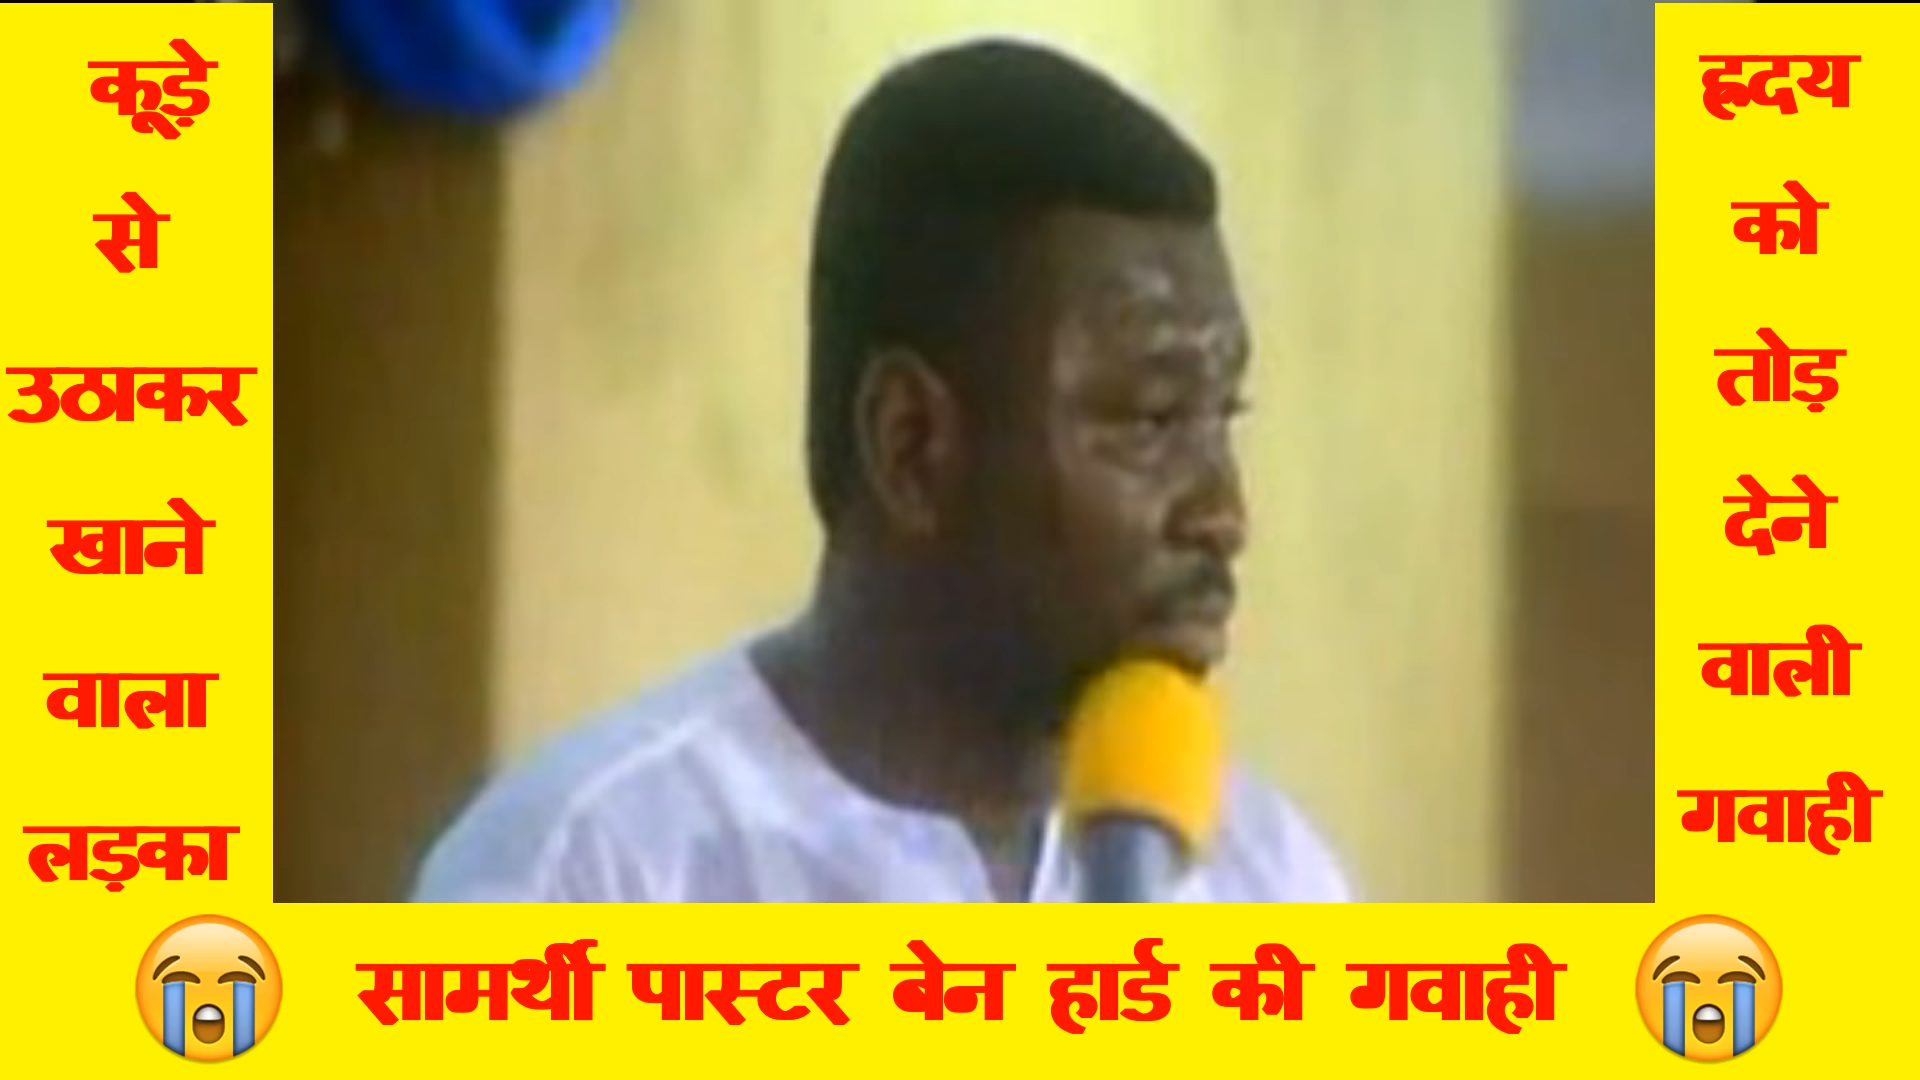 कूड़े
से
उठाकर
खाने
वाला
लड़का
ह्रदय
को
तोड़
देने
वाली
गवाही
सामर्थी पास्टर बेन हार्ड की गवाही